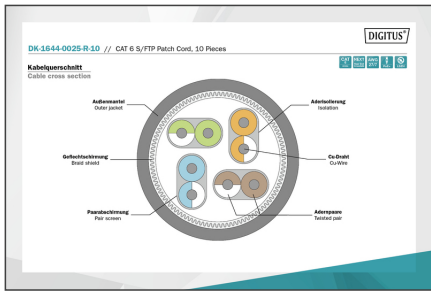 DIGITUS
DK-1644-0025-R-10 // CAT 6 S/FTP Patch Cord, 10 Pieces
Kabelquerschnitt
Cable cross section
Außenmantel
Outer jacket
Aderisolierung
Isolation
Geflechtschirmung
Braid shield
Cu-Draht
Cu-Wire
Paarabschirmung
Pair screen
Adernpaare
Twisted pair